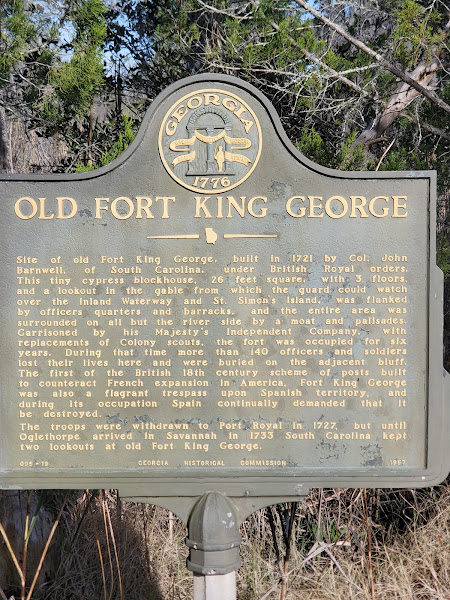 GEORGIA
1776
OLD FORT KING GEORGE
Site of old Fort King George, built in 1721 by Col. John
Barnwell, of South Carolina, under British Royal orders.
This tiny cypress blockhouse, 26 feet square, with 3 floors,
and a lookout in the gable from which the guard could watch
over the Inland Waterway and St. Simons Island, was flanked
by officers quarters and barracks, and the entire area was
surrounded on all but the river side by a moat and palisades.
Garrisoned by His Majesty's Independent Company, with
replacements of Colony scouts, the fort was occupied for six
years. During that time more than 140 officers and soldiers
lost their lives here and were buried on the adjacent bluff.
The first of the British 18th century scheme of posts built
to counteract French expansion in America, Fort King George
was also a flagrant trespass upon Spanish territory, and
during its occupation Spain continually demanded that it
be destroyed.
The troops were withdrawn to Port Royal in 1727, but until
Oglethorpe arrived in Savannah in 1733 South Carolina kept
two lookouts at old Fort King George.
095-19 GEORGIA HISTORICAL COMMISSION 1957